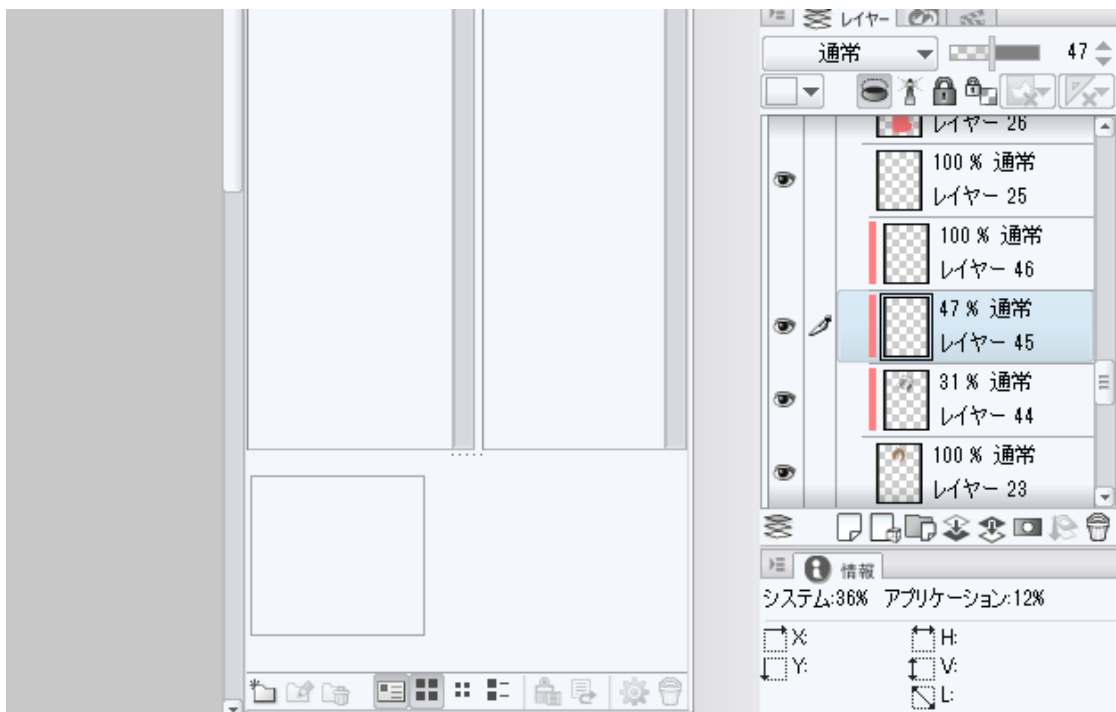 レイヤー
通常 47
レイヤー 26
100 % 通常
レイヤー 25
100 % 通常
レイヤー 46
47 % 通常
レイヤー 45
31 % 通常
レイヤー 44
100 % 通常
レイヤー 23
情報
システム:36% アプリケーション:12%
X: H:
Y: V:
L: